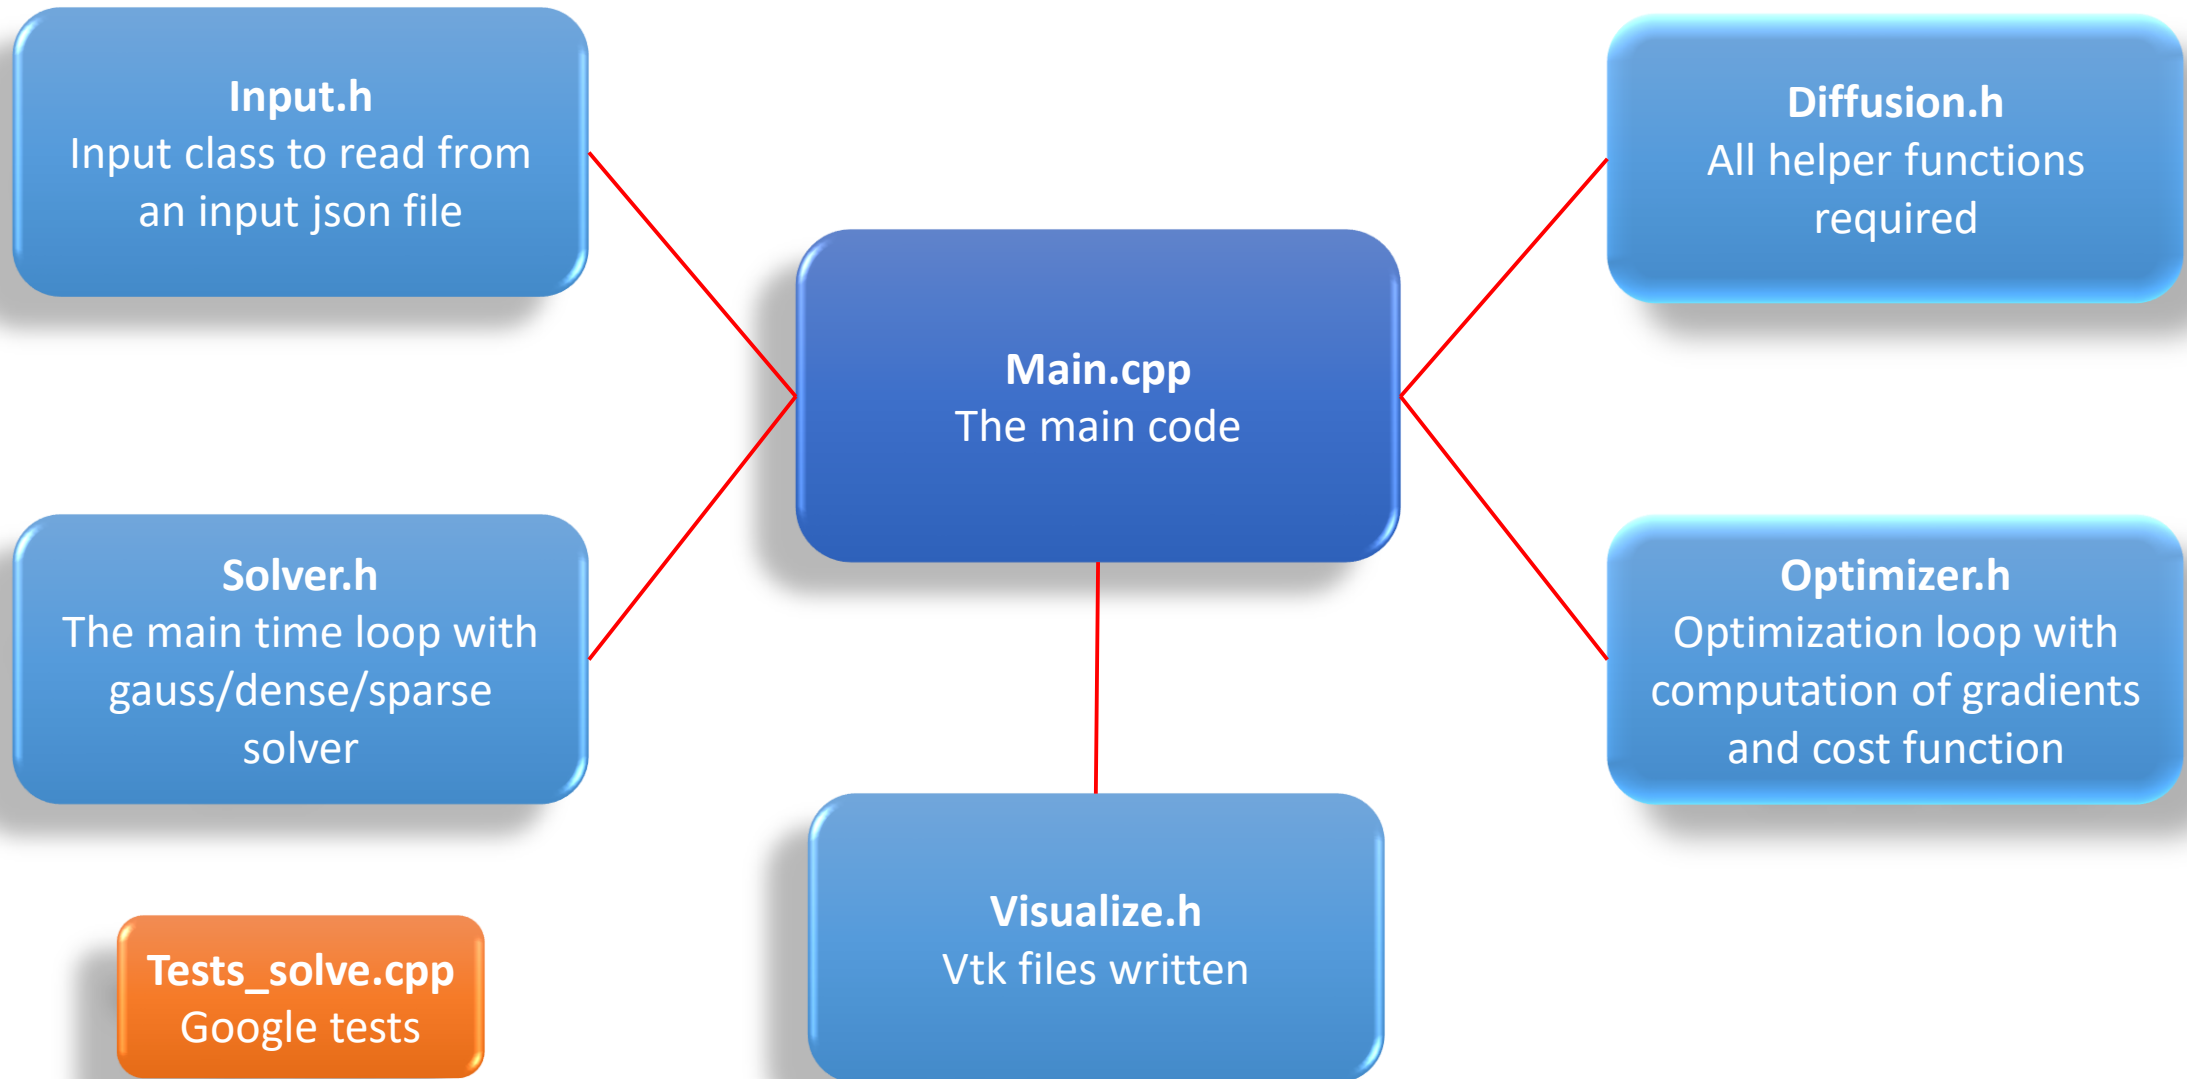 Input.h
Input class to read from
an input json file
Diffusion.h
All helper functions
required
Main.cpp
The main code
Solver.h
The main time loop with
gauss/dense/sparse
solver
Optimizer.h
Optimization loop with
computation of gradients
and cost function
Visualize.h
Vtk files written
Tests_solve.cpp
Google tests